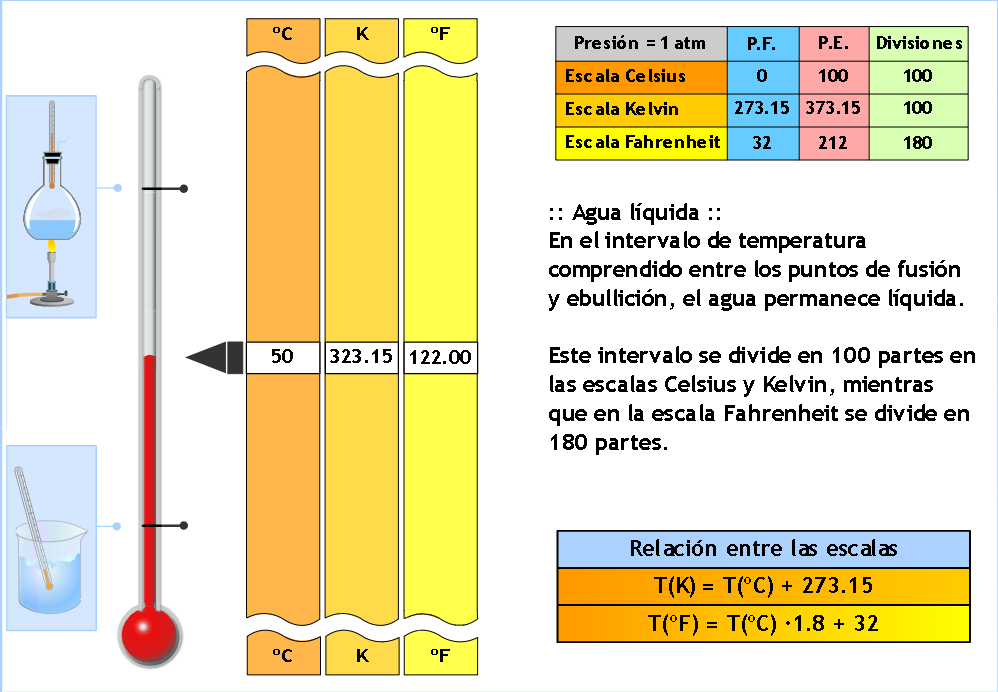 ºC K ºF
50 323.15 122.00
ºC K ºF
Presión = 1 atm P.F. P.E. Divisiones
Escala Celsius 0 100 100
Escala Kelvin 273.15 373.15 100
Escala Fahrenheit 32 212 180
:: Agua líquida ::
En el intervalo de temperatura
comprendido entre los puntos de fusión
y ebullición, el agua permanece líquida.
Este intervalo se divide en 100 partes en
las escalas Celsius y Kelvin, mientras
que en la escala Fahrenheit se divide en
180 partes.
Relación entre las escalas
T(K) = T(ºC) + 273.15
T(ºF) = T(ºC) ·1.8 + 32